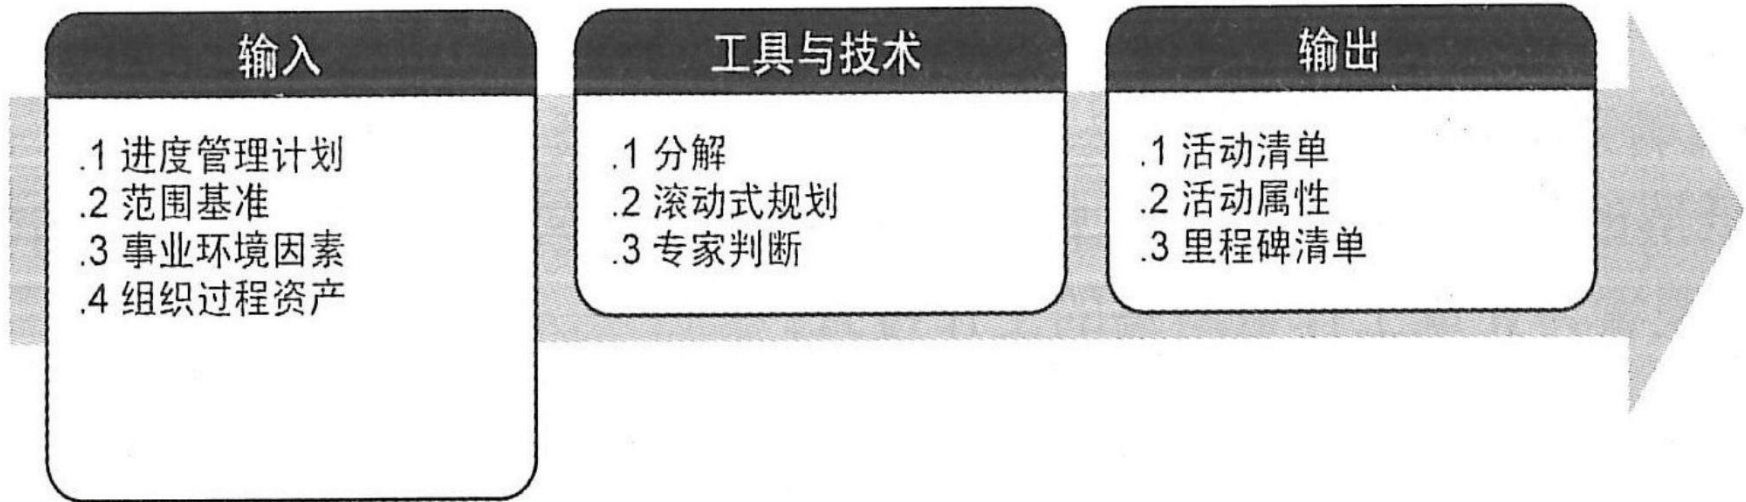 输入
.1 进度管理计划
.2 范围基准
.3 事业环境因素
.4 组织过程资产
工具与技术
.1 分解
.2 滚动式规划
.3 专家判断
输出
.1 活动清单
.2 活动属性
.3 里程碑清单